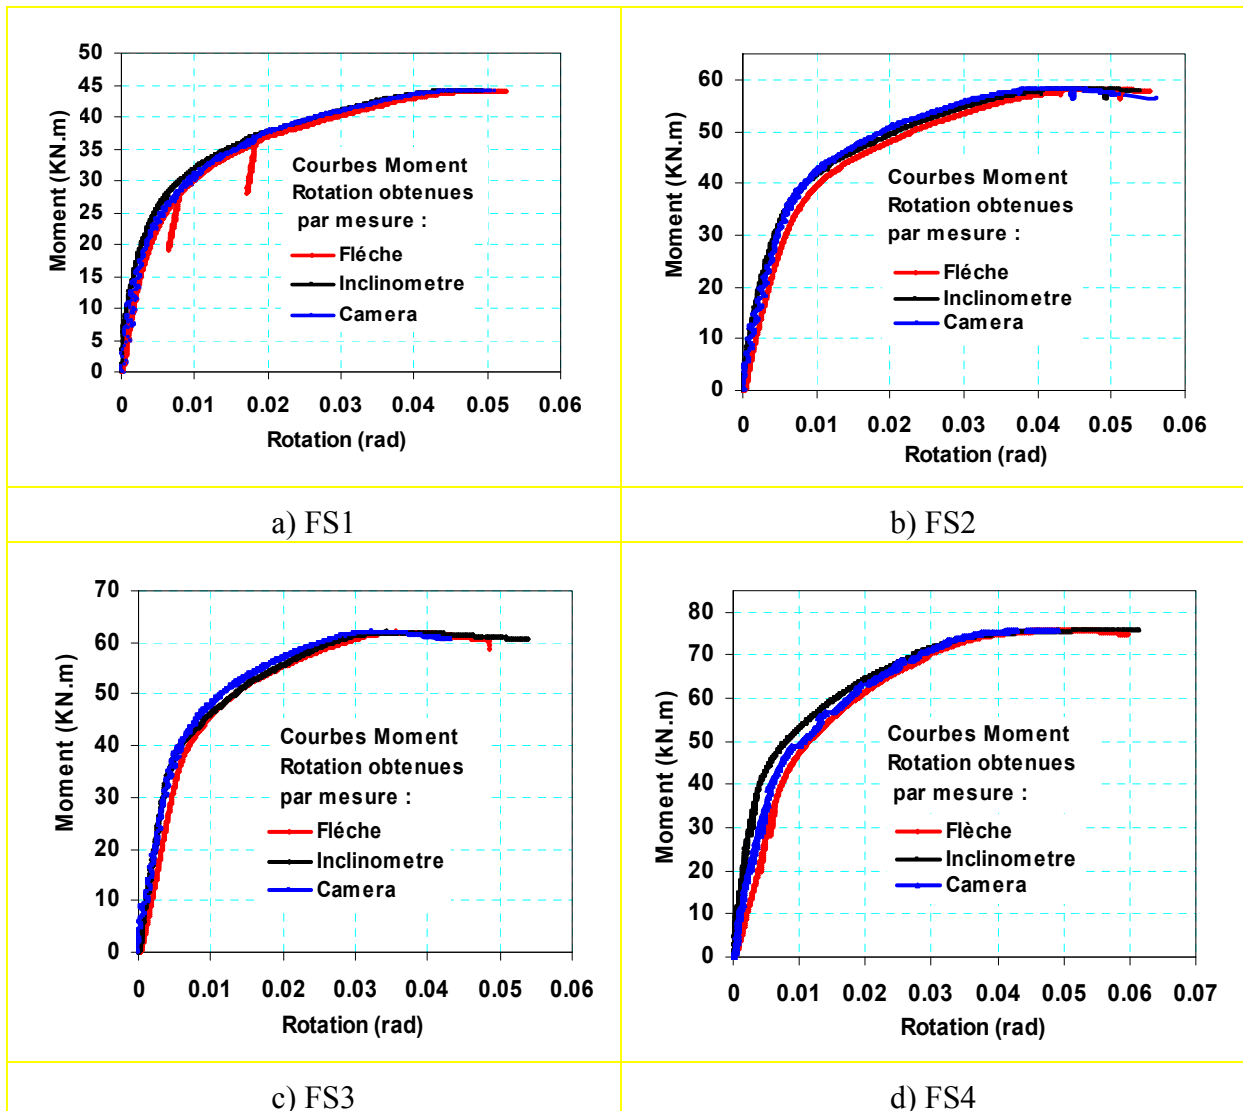 50
45
40
35
30
25
20
15
10
5
0
Moment (KN.m)
Courbes Moment
Rotation obtenues
par mesure :
Fléche
Inclinometre
Camera
0 0.01 0.02 0.03 0.04 0.05 0.06
Rotation (rad)
60
50
40
30
20
10
0
Moment (KN.m)
Courbes Moment
Rotation obtenues
par mesure :
Fléche
Inclinometre
Camera
0 0.01 0.02 0.03 0.04 0.05 0.06
Rotation (rad)
a) FS1
b) FS2
70
60
50
40
30
20
10
0
Moment (KN.m)
Courbes Moment
Rotation obtenues
par mesure :
Fléche
Inclinometre
Camera
0 0.01 0.02 0.03 0.04 0.05 0.06
Rotation (rad)
80
70
60
50
40
30
20
10
0
Moment (kN.m)
Courbes Moment
Rotation obtenues
par mesure :
Flèche
Inclinometre
Camera
0 0.01 0.02 0.03 0.04 0.05 0.06 0.07
Rotation (rad)
c) FS3
d) FS4